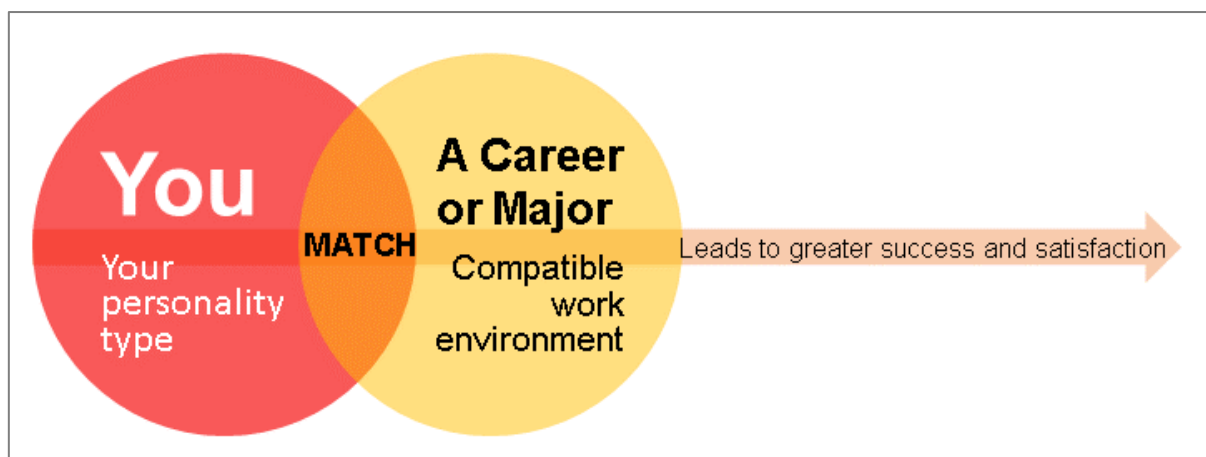 You
Your
personality
type
MATCH
A Career
or Major
Compatible
work
environment
Leads to greater success and satisfaction